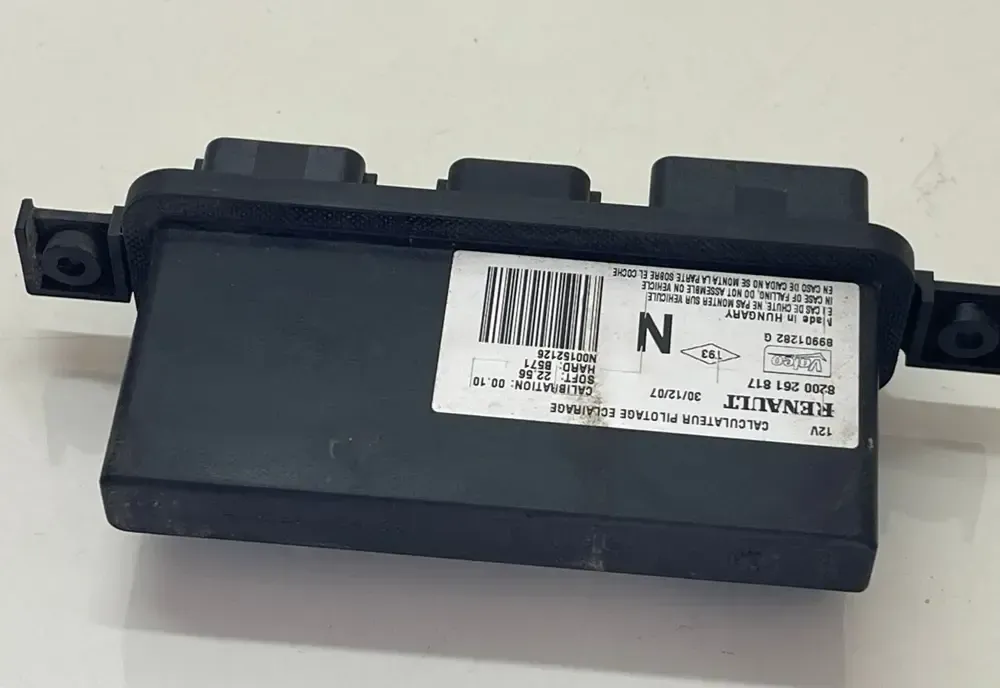 12V CALCULATEUR PILOTAGE ECLAIRAGE
RENAULT 30/12/07 CALIBRATION: 00.10
8200 261 817 SOFT: 22.56
Valeo T93 N HARD: B571
89901282 G N00152126
Made in HUNGARY
E.I CAS DE CHUTE, NE PAS MONTER SUR VEHICULE
IN CASE OF FALLING DO NOT ASSEMBLE ON VEHICLE
EN CASO DE CAIDA NO SE MONTA LA PARTE SOBRE EL COCHE